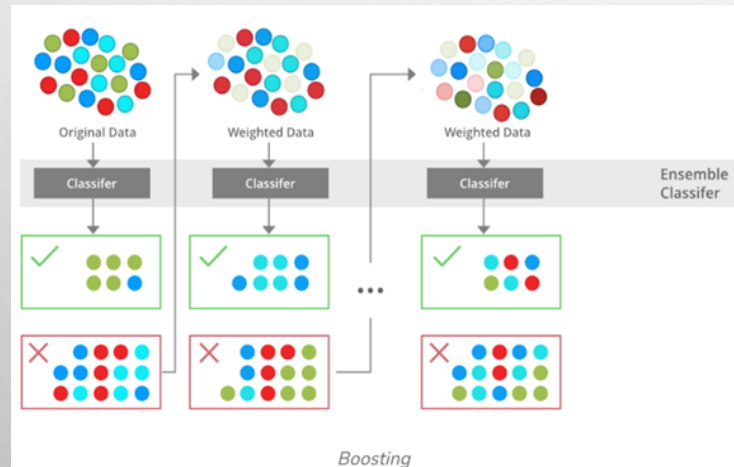 Original Data
Weighted Data
Weighted Data
Classifer
Classifer
Classifer
Ensemble
Classifer
...
Boosting